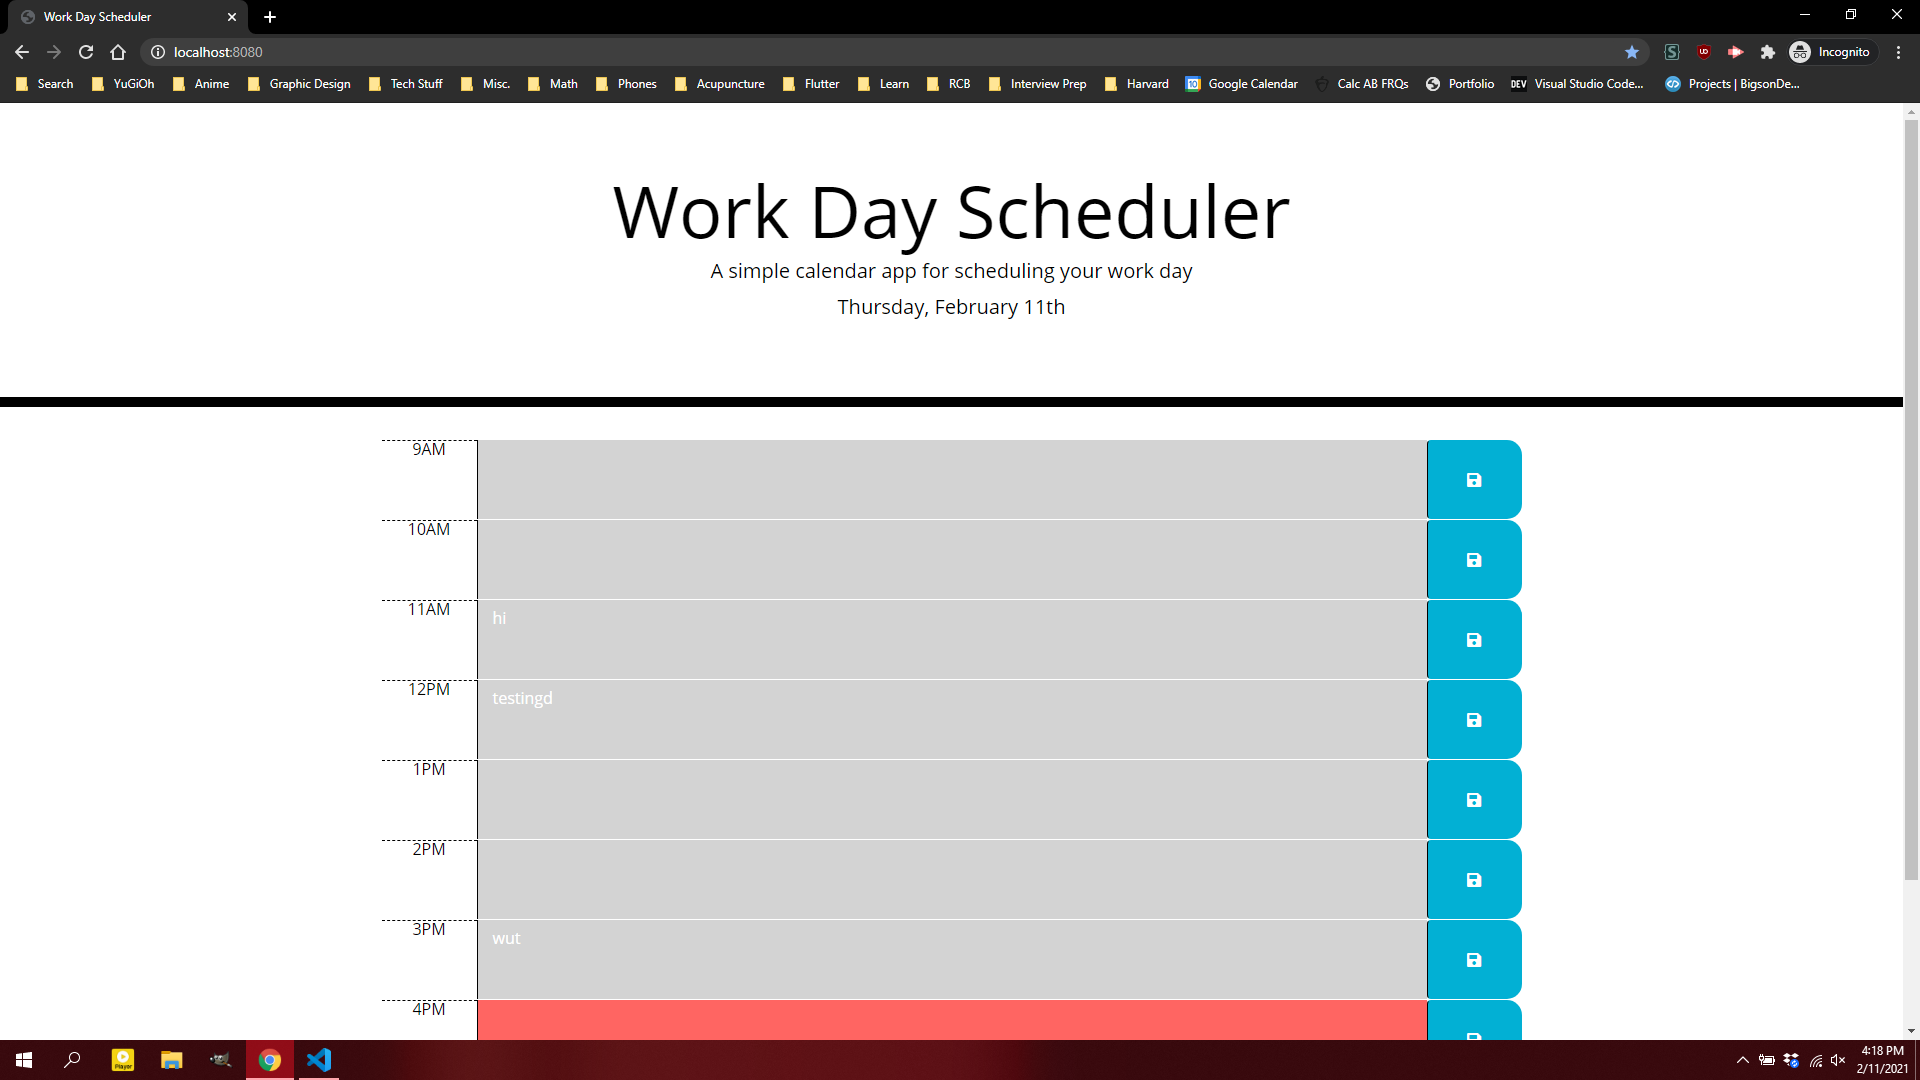 Work Day Scheduler
localhost:8080
Incognito
Search YuGiOh Anime Graphic Design Tech Stuff Misc. Math Phones Acupuncture Flutter Learn RCB Interview Prep Harvard 10 Google Calendar Calc AB FRQs Portfolio DEV Visual Studio Code... Projects | BigsonDe...
Work Day Scheduler
A simple calendar app for scheduling your work day
Thursday, February 11th
9AM
10AM
11AM hi
12PM testingd
1PM
2PM
3PM wut
4PM
Player
4:18 PM
2/11/2021